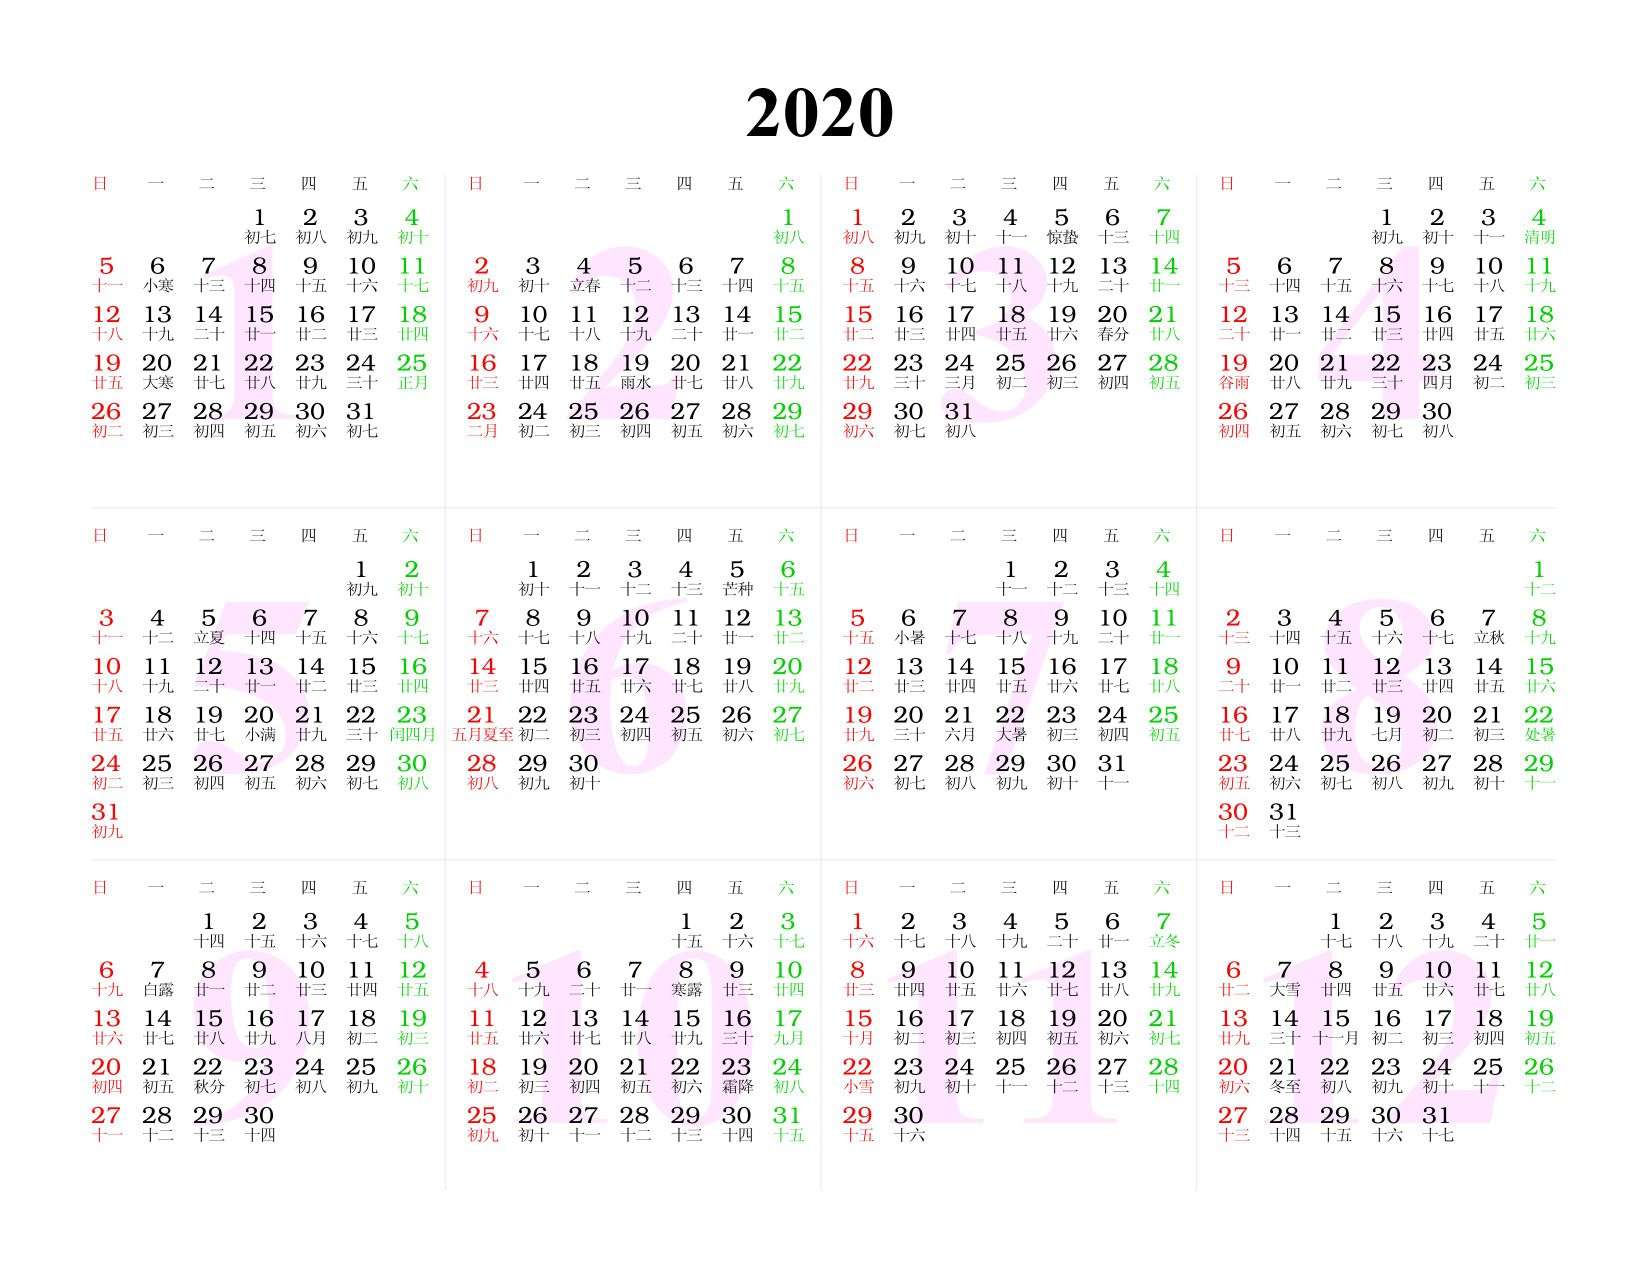 2020
1
日 一 二 三 四 五 六
1 2 3 4
初七 初八 初九 初十
5 6 7 8 9 10 11
十一 小寒 十三 十四 十五 十六 十七
12 13 14 15 16 17 18
十八 十九 二十 廿一 廿二 廿三 廿四
19 20 21 22 23 24 25
廿五 大寒 廿七 廿八 廿九 三十 正月
26 27 28 29 30 31
初二 初三 初四 初五 初六 初七
2
日 一 二 三 四 五 六
1
初八
2 3 4 5 6 7 8
初九 初十 立春 十二 十三 十四 十五
9 10 11 12 13 14 15
十六 十七 十八 十九 二十 廿一 廿二
16 17 18 19 20 21 22
廿三 廿四 廿五 雨水 廿七 廿八 廿九
23 24 25 26 27 28 29
二月 初二 初三 初四 初五 初六 初七
3
日 一 二 三 四 五 六
1 2 3 4 5 6 7
初八 初九 初十 十一 惊蛰 十三 十四
8 9 10 11 12 13 14
十五 十六 十七 十八 十九 二十 廿一
15 16 17 18 19 20 21
廿二 廿三 廿四 廿五 廿六 春分 廿八
22 23 24 25 26 27 28
廿九 三十 三月 初二 初三 初四 初五
29 30 31
初六 初七 初八
4
日 一 二 三 四 五 六
1 2 3 4
初九 初十 十一 清明
5 6 7 8 9 10 11
十三 十四 十五 十六 十七 十八 十九
12 13 14 15 16 17 18
二十 廿一 廿二 廿三 廿四 廿五 廿六
19 20 21 22 23 24 25
谷雨 廿八 廿九 三十 四月 初二 初三
26 27 28 29 30
初四 初五 初六 初七 初八
5
日 一 二 三 四 五 六
1 2
初九 初十
3 4 5 6 7 8 9
十一 十二 立夏 十四 十五 十六 十七
10 11 12 13 14 15 16
十八 十九 二十 廿一 廿二 廿三 廿四
17 18 19 20 21 22 23
廿五 廿六 廿七 小满 廿九 三十 闰四月
24 25 26 27 28 29 30
初二 初三 初四 初五 初六 初七 初八
31
初九
6
日 一 二 三 四 五 六
1 2 3 4 5 6
初十 十一 十二 十三 芒种 十五
7 8 9 10 11 12 13
十六 十七 十八 十九 二十 廿一 廿二
14 15 16 17 18 19 20
廿三 廿四 廿五 廿六 廿七 廿八 廿九
21 22 23 24 25 26 27
五月夏至 初二 初三 初四 初五 初六 初七
28 29 30
初八 初九 初十
7
日 一 二 三 四 五 六
1 2 3 4
十一 十二 十三 十四
5 6 7 8 9 10 11
十五 小暑 十七 十八 十九 二十 廿一
12 13 14 15 16 17 18
廿二 廿三 廿四 廿五 廿六 廿七 廿八
19 20 21 22 23 24 25
廿九 三十 六月 大暑 初三 初四 初五
26 27 28 29 30 31
初六 初七 初八 初九 初十 十一
8
日 一 二 三 四 五 六
1
十二
2 3 4 5 6 7 8
十三 十四 十五 十六 十七 立秋 十九
9 10 11 12 13 14 15
二十 廿一 廿二 廿三 廿四 廿五 廿六
16 17 18 19 20 21 22
廿七 廿八 廿九 七月 初二 初三 处暑
23 24 25 26 27 28 29
初五 初六 初七 初八 初九 初十 十一
30 31
十二 十三
9
日 一 二 三 四 五 六
1 2 3 4 5
十四 十五 十六 十七 十八
6 7 8 9 10 11 12
十九 白露 廿一 廿二 廿三 廿四 廿五
13 14 15 16 17 18 19
廿六 廿七 廿八 廿九 八月 初二 初三
20 21 22 23 24 25 26
初四 初五 秋分 初七 初八 初九 初十
27 28 29 30
十一 十二 十三 十四
10
日 一 二 三 四 五 六
1 2 3
十五 十六 十七
4 5 6 7 8 9 10
十八 十九 二十 廿一 寒露 廿三 廿四
11 12 13 14 15 16 17
廿五 廿六 廿七 廿八 廿九 三十 九月
18 19 20 21 22 23 24
初二 初三 初四 初五 初六 霜降 初八
25 26 27 28 29 30 31
初九 初十 十一 十二 十三 十四 十五
11
日 一 二 三 四 五 六
1 2 3 4 5 6 7
十六 十七 十八 十九 二十 廿一 立冬
8 9 10 11 12 13 14
廿三 廿四 廿五 廿六 廿七 廿八 廿九
15 16 17 18 19 20 21
十月 初二 初三 初四 初五 初六 初七
22 23 24 25 26 27 28
小雪 初九 初十 十一 十二 十三 十四
29 30
十五 十六
12
日 一 二 三 四 五 六
1 2 3 4 5
十七 十八 十九 二十 廿一
6 7 8 9 10 11 12
廿二 大雪 廿四 廿五 廿六 廿七 廿八
13 14 15 16 17 18 19
廿九 三十 十一月 初二 初三 初四 初五
20 21 22 23 24 25 26
初六 冬至 初八 初九 初十 十一 十二
27 28 29 30 31
十三 十四 十五 十六 十七